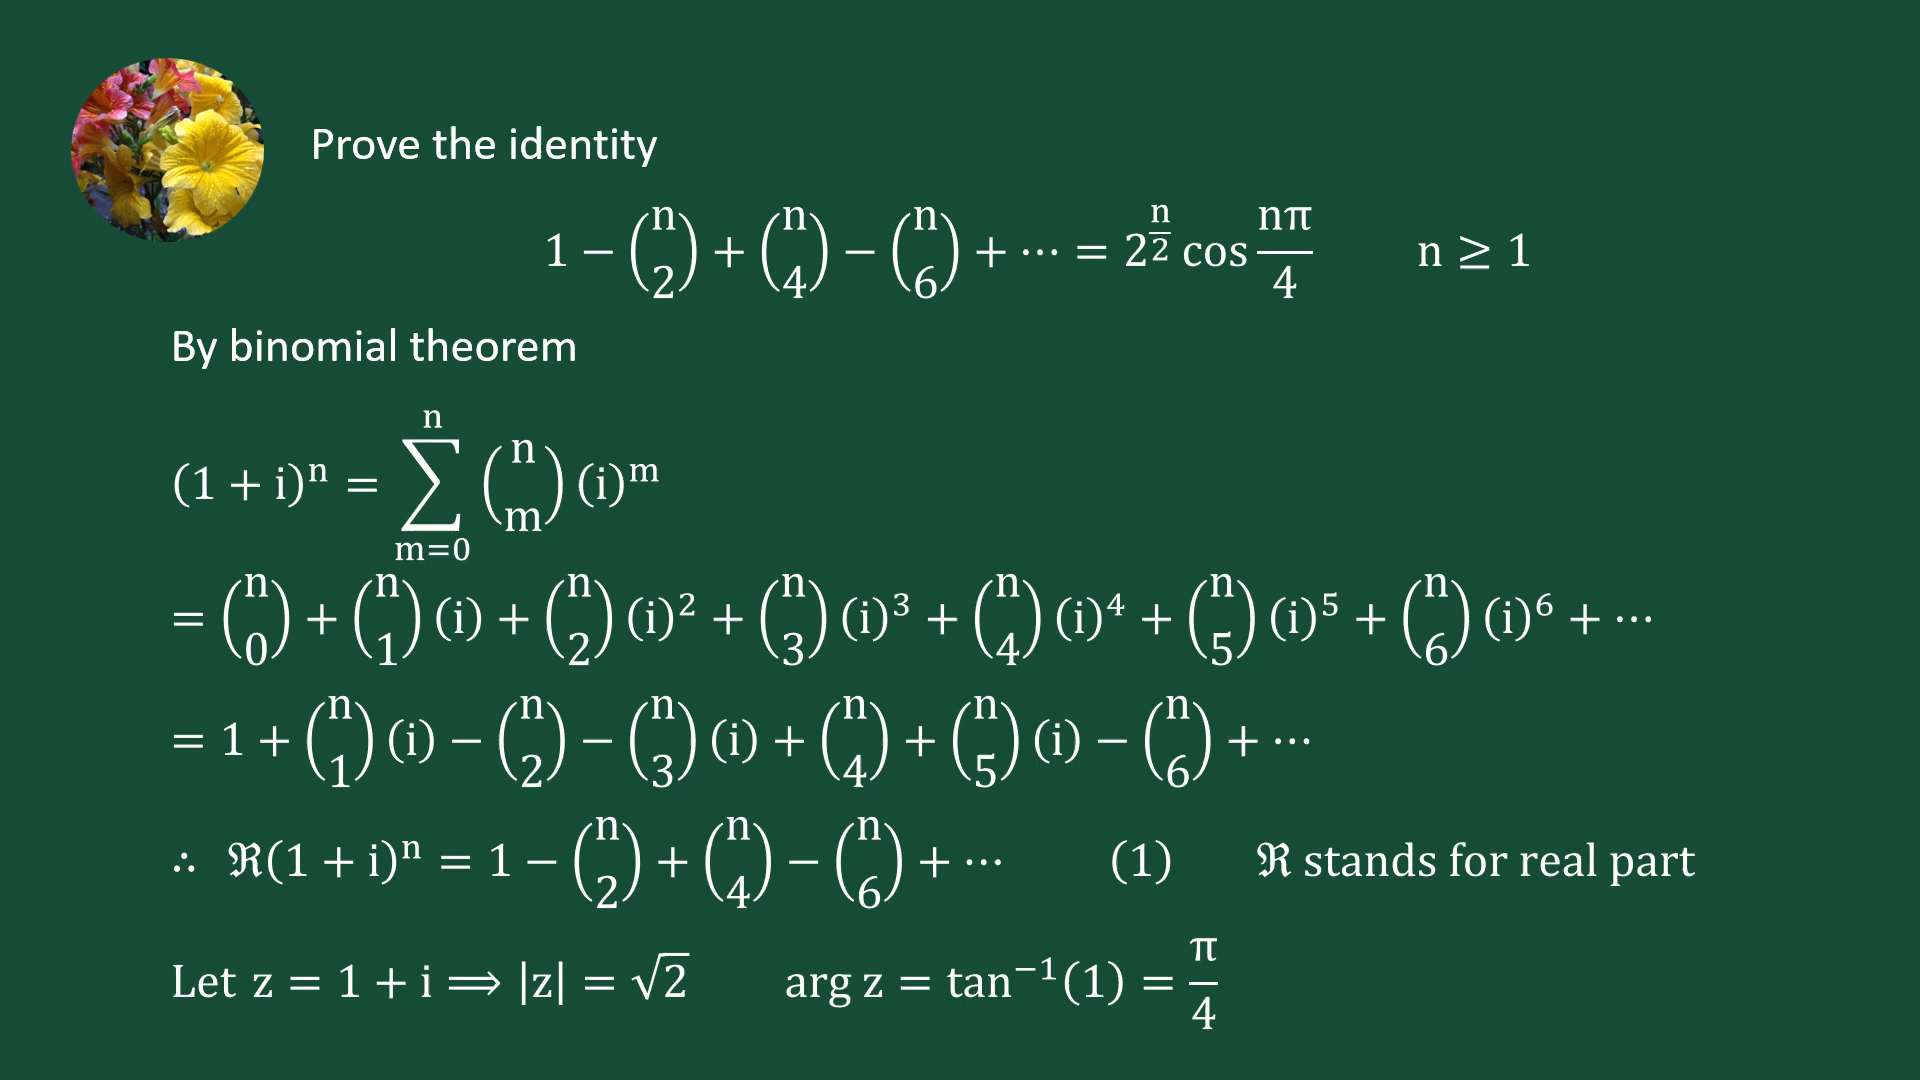 Prove the identity
1 − (n 2) + (n 4) − (n 6) + ⋯ = 2^(n/2) cos nπ/4 n ≥ 1
By binomial theorem
(1 + i)^n = ∑_{m=0}^{n} (n m) (i)^m
= (n 0) + (n 1) (i) + (n 2) (i)^2 + (n 3) (i)^3 + (n 4) (i)^4 + (n 5) (i)^5 + (n 6) (i)^6 + ⋯
= 1 + (n 1) (i) − (n 2) − (n 3) (i) + (n 4) + (n 5) (i) − (n 6) + ⋯
∴ ℜ(1 + i)^n = 1 − (n 2) + (n 4) − (n 6) + ⋯ (1) ℜ stands for real part
Let z = 1 + i ⟹ |z| = √2 arg z = tan^−1(1) = π/4